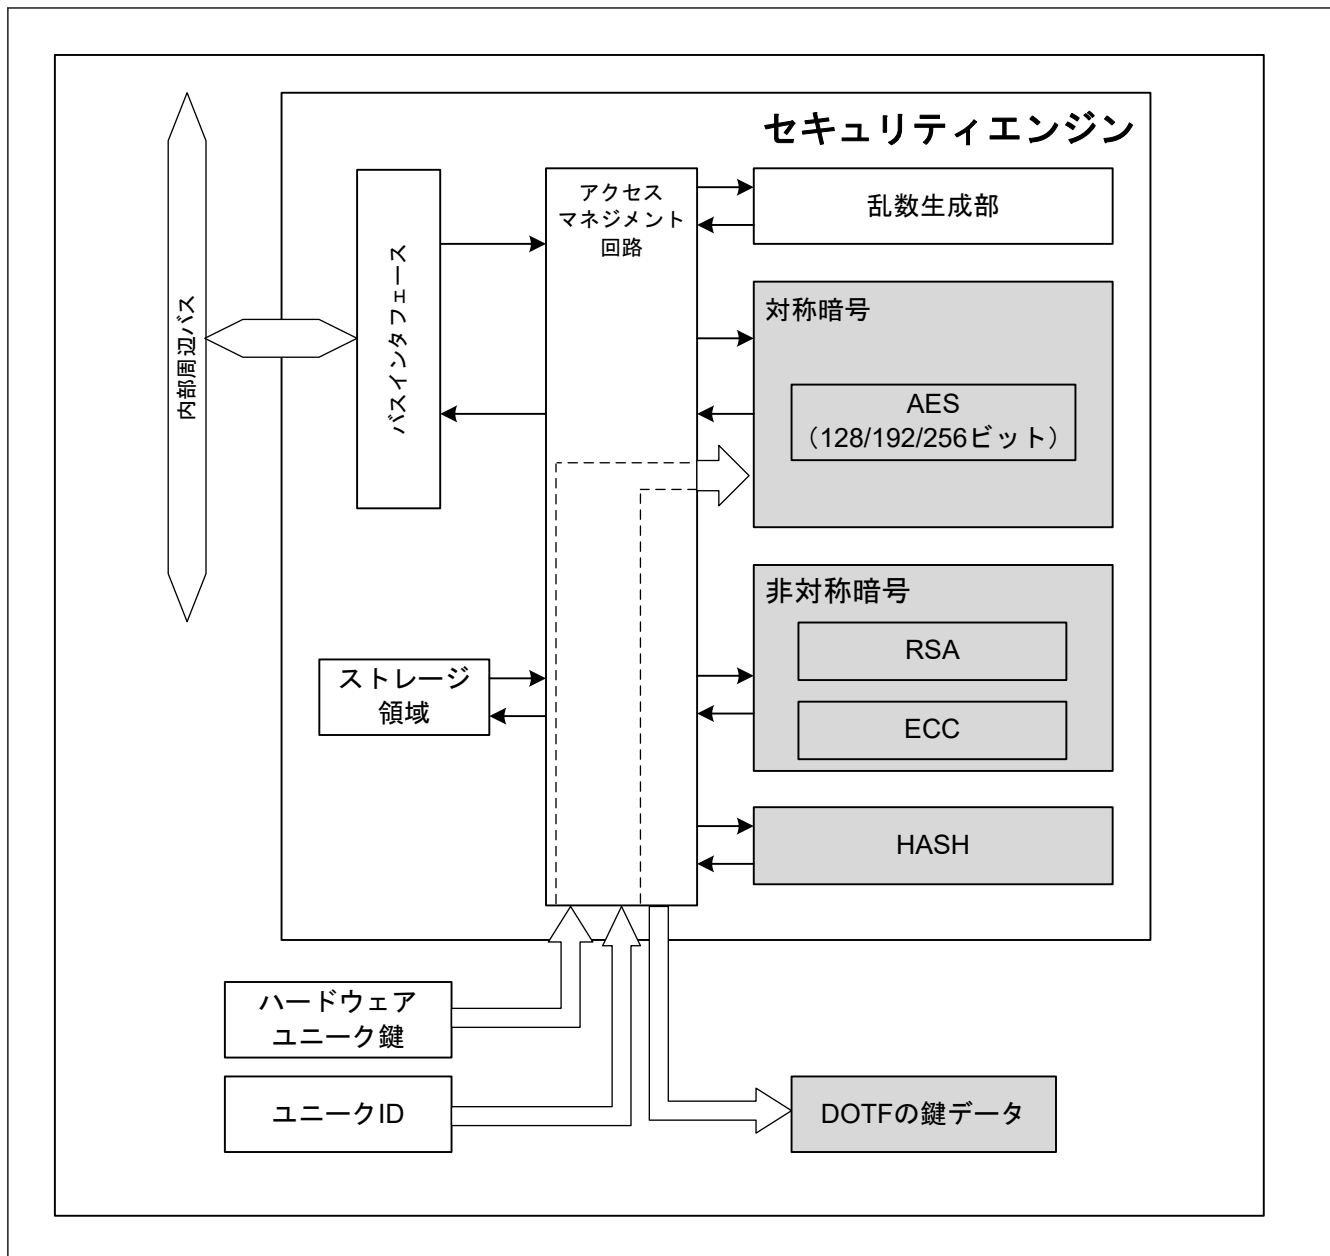 セキュリティエンジン
内部周辺バス
バスインタフェース
アクセス
マネジメント
回路
乱数生成部
対称暗号
AES
（128/192/256ビット）
非対称暗号
RSA
ECC
ストレージ
領域
HASH
ハードウェア
ユニーク鍵
ユニークID
DOTFの鍵データ